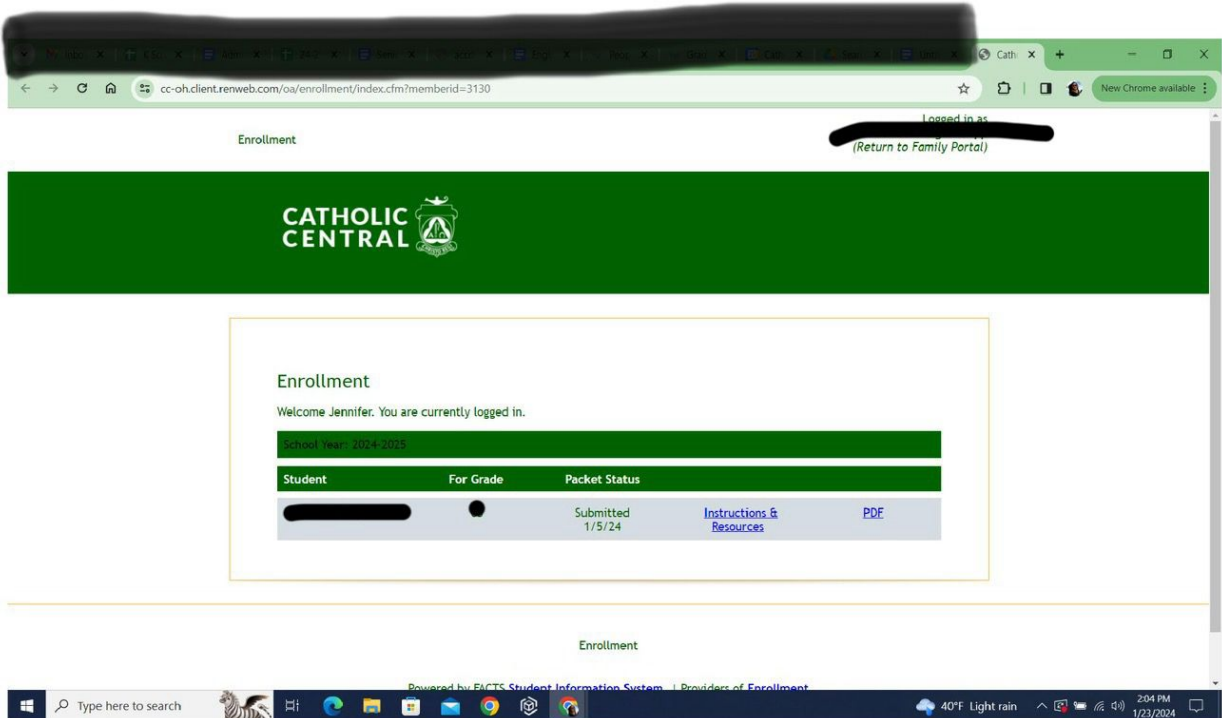 Cath
cc-oh.client.renweb.com/oa/enrollment/index.cfm?memberid=3130
New Chrome available
Logged in as
Enrollment
(Return to Family Portal)
CATHOLIC
CENTRAL
Enrollment
Welcome Jennifer. You are currently logged in.
School Year: 2024-2025
Student For Grade Packet Status
Submitted Instructions & PDF
1/5/24 Resources
Enrollment
Powered by FACTS Student Information System | Providers of Enrollment
Type here to search 40°F Light rain 2:04 PM
1/23/2024